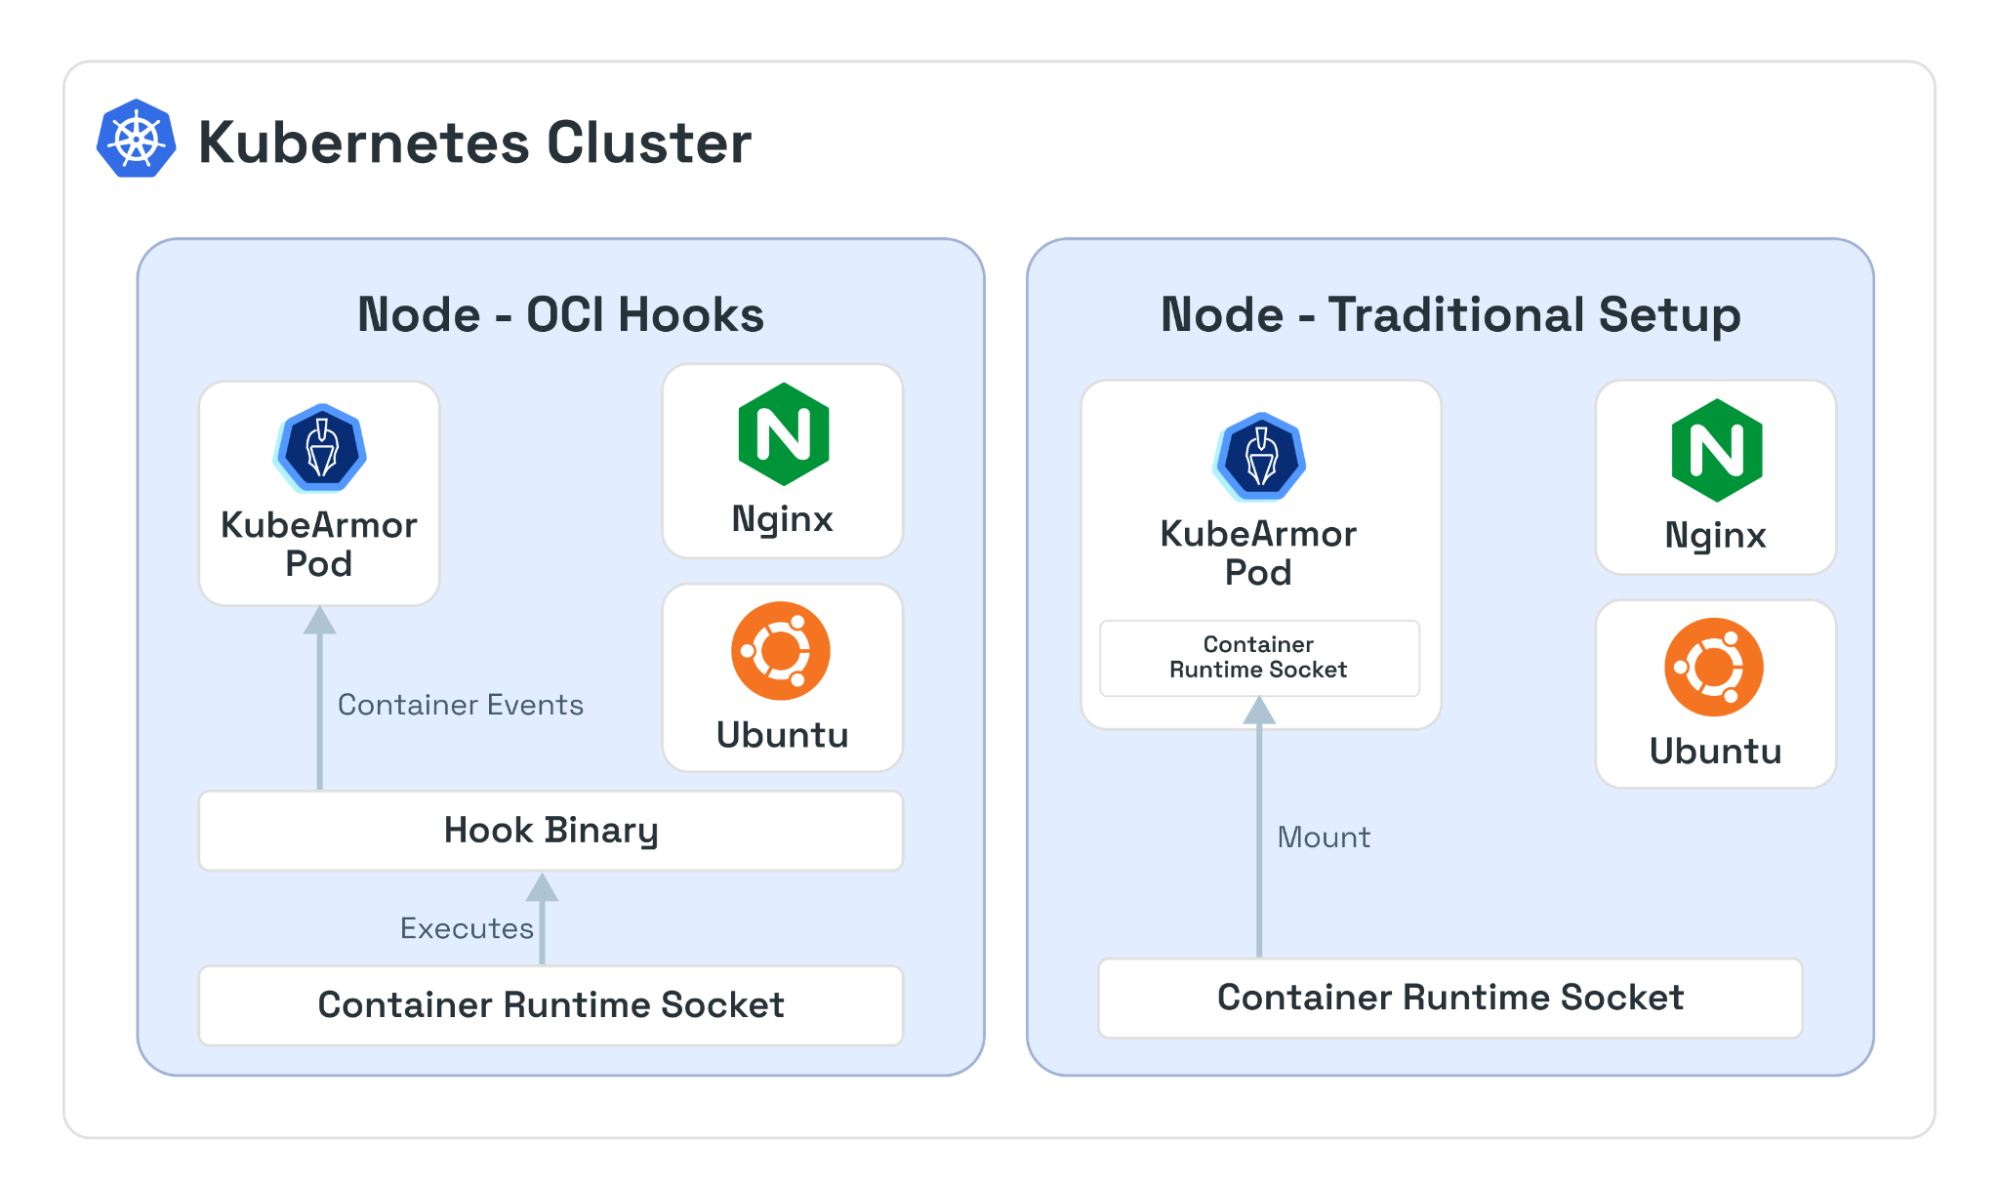 Kubernetes Cluster
Node - OCI Hooks
KubeArmor
Pod
Nginx
Ubuntu
Container Events
Hook Binary
Executes
Container Runtime Socket
Node - Traditional Setup
KubeArmor
Pod
Container
Runtime Socket
Nginx
Ubuntu
Mount
Container Runtime Socket